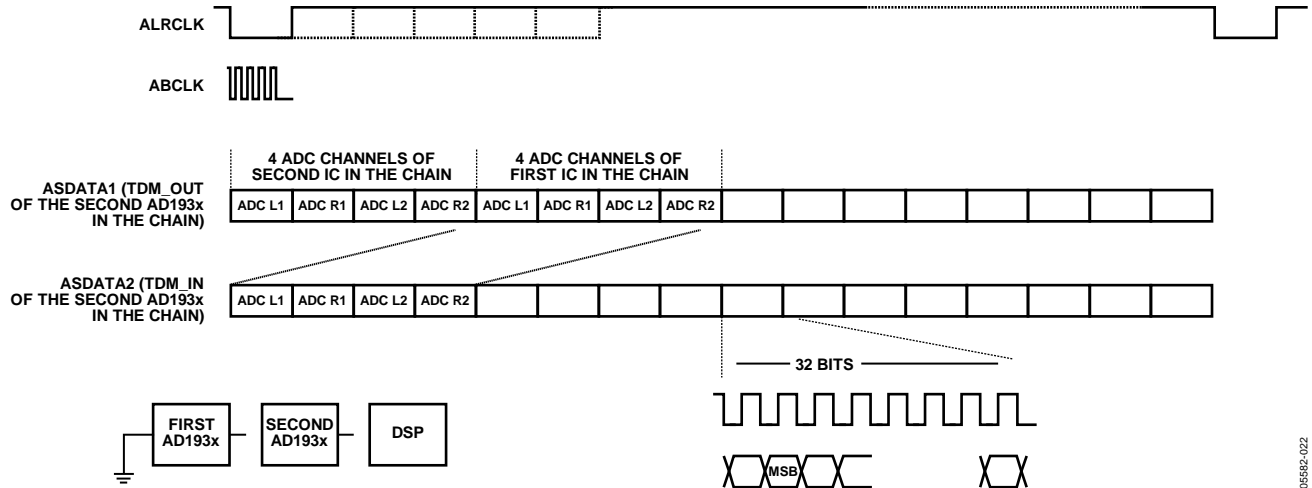 ALRCLK
ABCLK
4 ADC CHANNELS OF
SECOND IC IN THE CHAIN
4 ADC CHANNELS OF
FIRST IC IN THE CHAIN
ASDATA1 (TDM_OUT
OF THE SECOND AD193x
IN THE CHAIN)
ADC L1 ADC R1 ADC L2 ADC R2 ADC L1 ADC R1 ADC L2 ADC R2
ASDATA2 (TDM_IN
OF THE SECOND AD193x
IN THE CHAIN)
ADC L1 ADC R1 ADC L2 ADC R2
32 BITS
FIRST
AD193x
SECOND
AD193x
DSP
MSB
05582-022